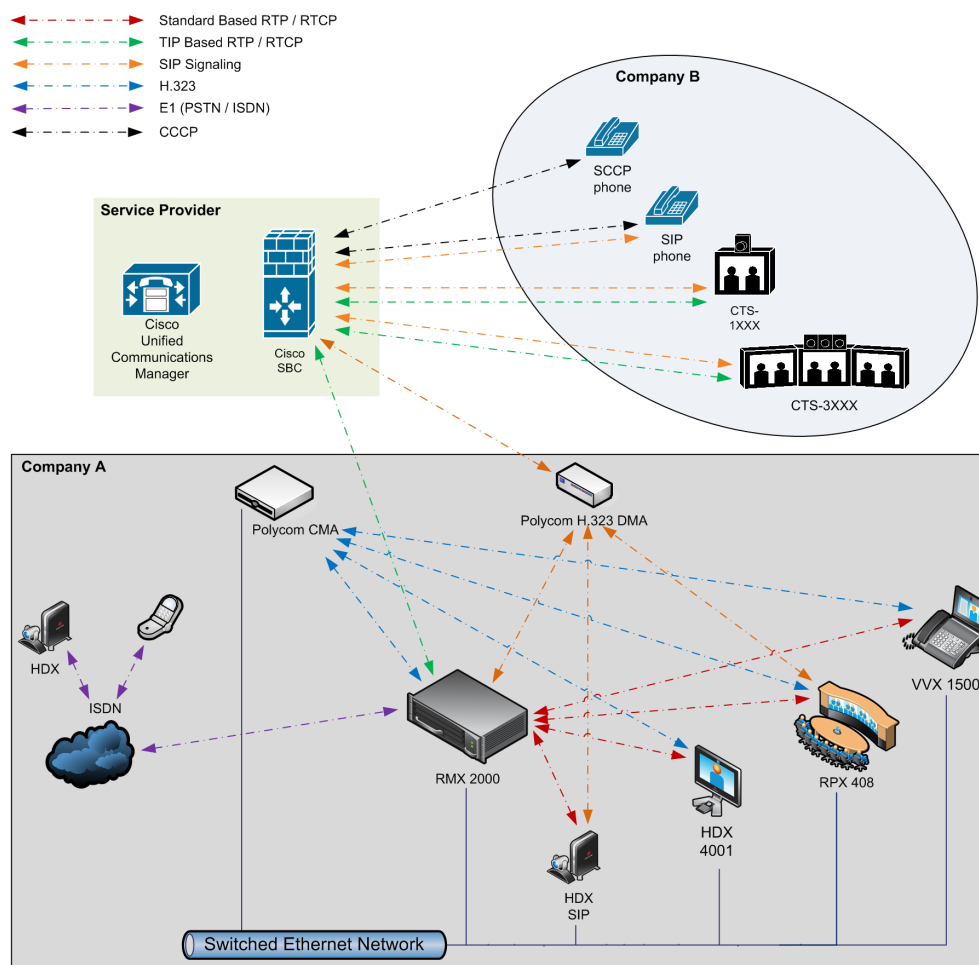 Standard Based RTP / RTCP
TIP Based RTP / RTCP
SIP Signaling
H.323
E1 (PSTN / ISDN)
CCCP
Company B
SCCP
phone
SIP
phone
CTS-
1XXX
CTS-3XXX
Service Provider
Cisco
Unified
Communications
Manager
Cisco
SBC
Company A
Polycom CMA
Polycom H.323 DMA
HDX
ISDN
RMX 2000
VVX 1500
RPX 408
HDX
4001
HDX
SIP
Switched Ethernet Network